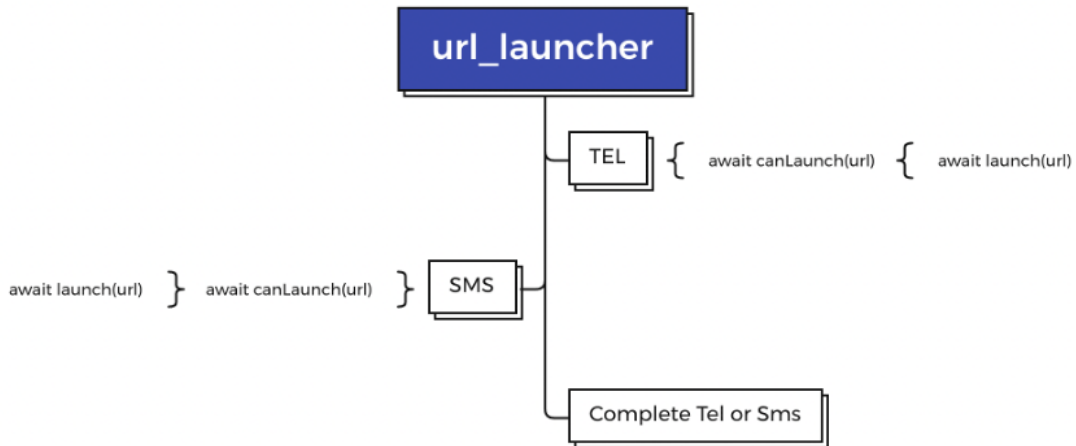 url_launcher
TEL
await canLaunch(url)
await launch(url)
await launch(url)
await canLaunch(url)
SMS
Complete Tel or Sms